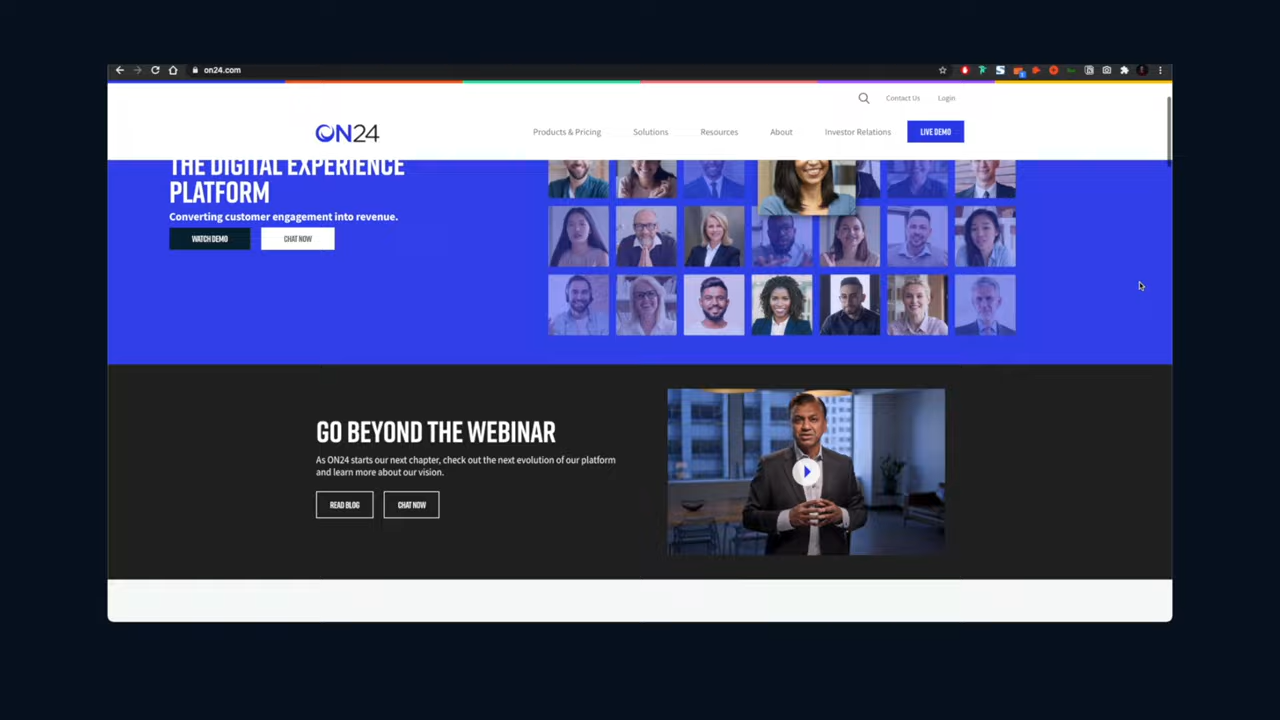 on24.com
Contact Us
Login
ON24
Products & Pricing
Solutions
Resources
About
Investor Relations
LIVE DEMO
THE DIGITAL EXPERIENCE
PLATFORM
Converting customer engagement into revenue.
WATCH DEMO
CHAT NOW
GO BEYOND THE WEBINAR
As ON24 starts our next chapter, check out the next evolution of our platform
and learn more about our vision.
READ BLOG
CHAT NOW